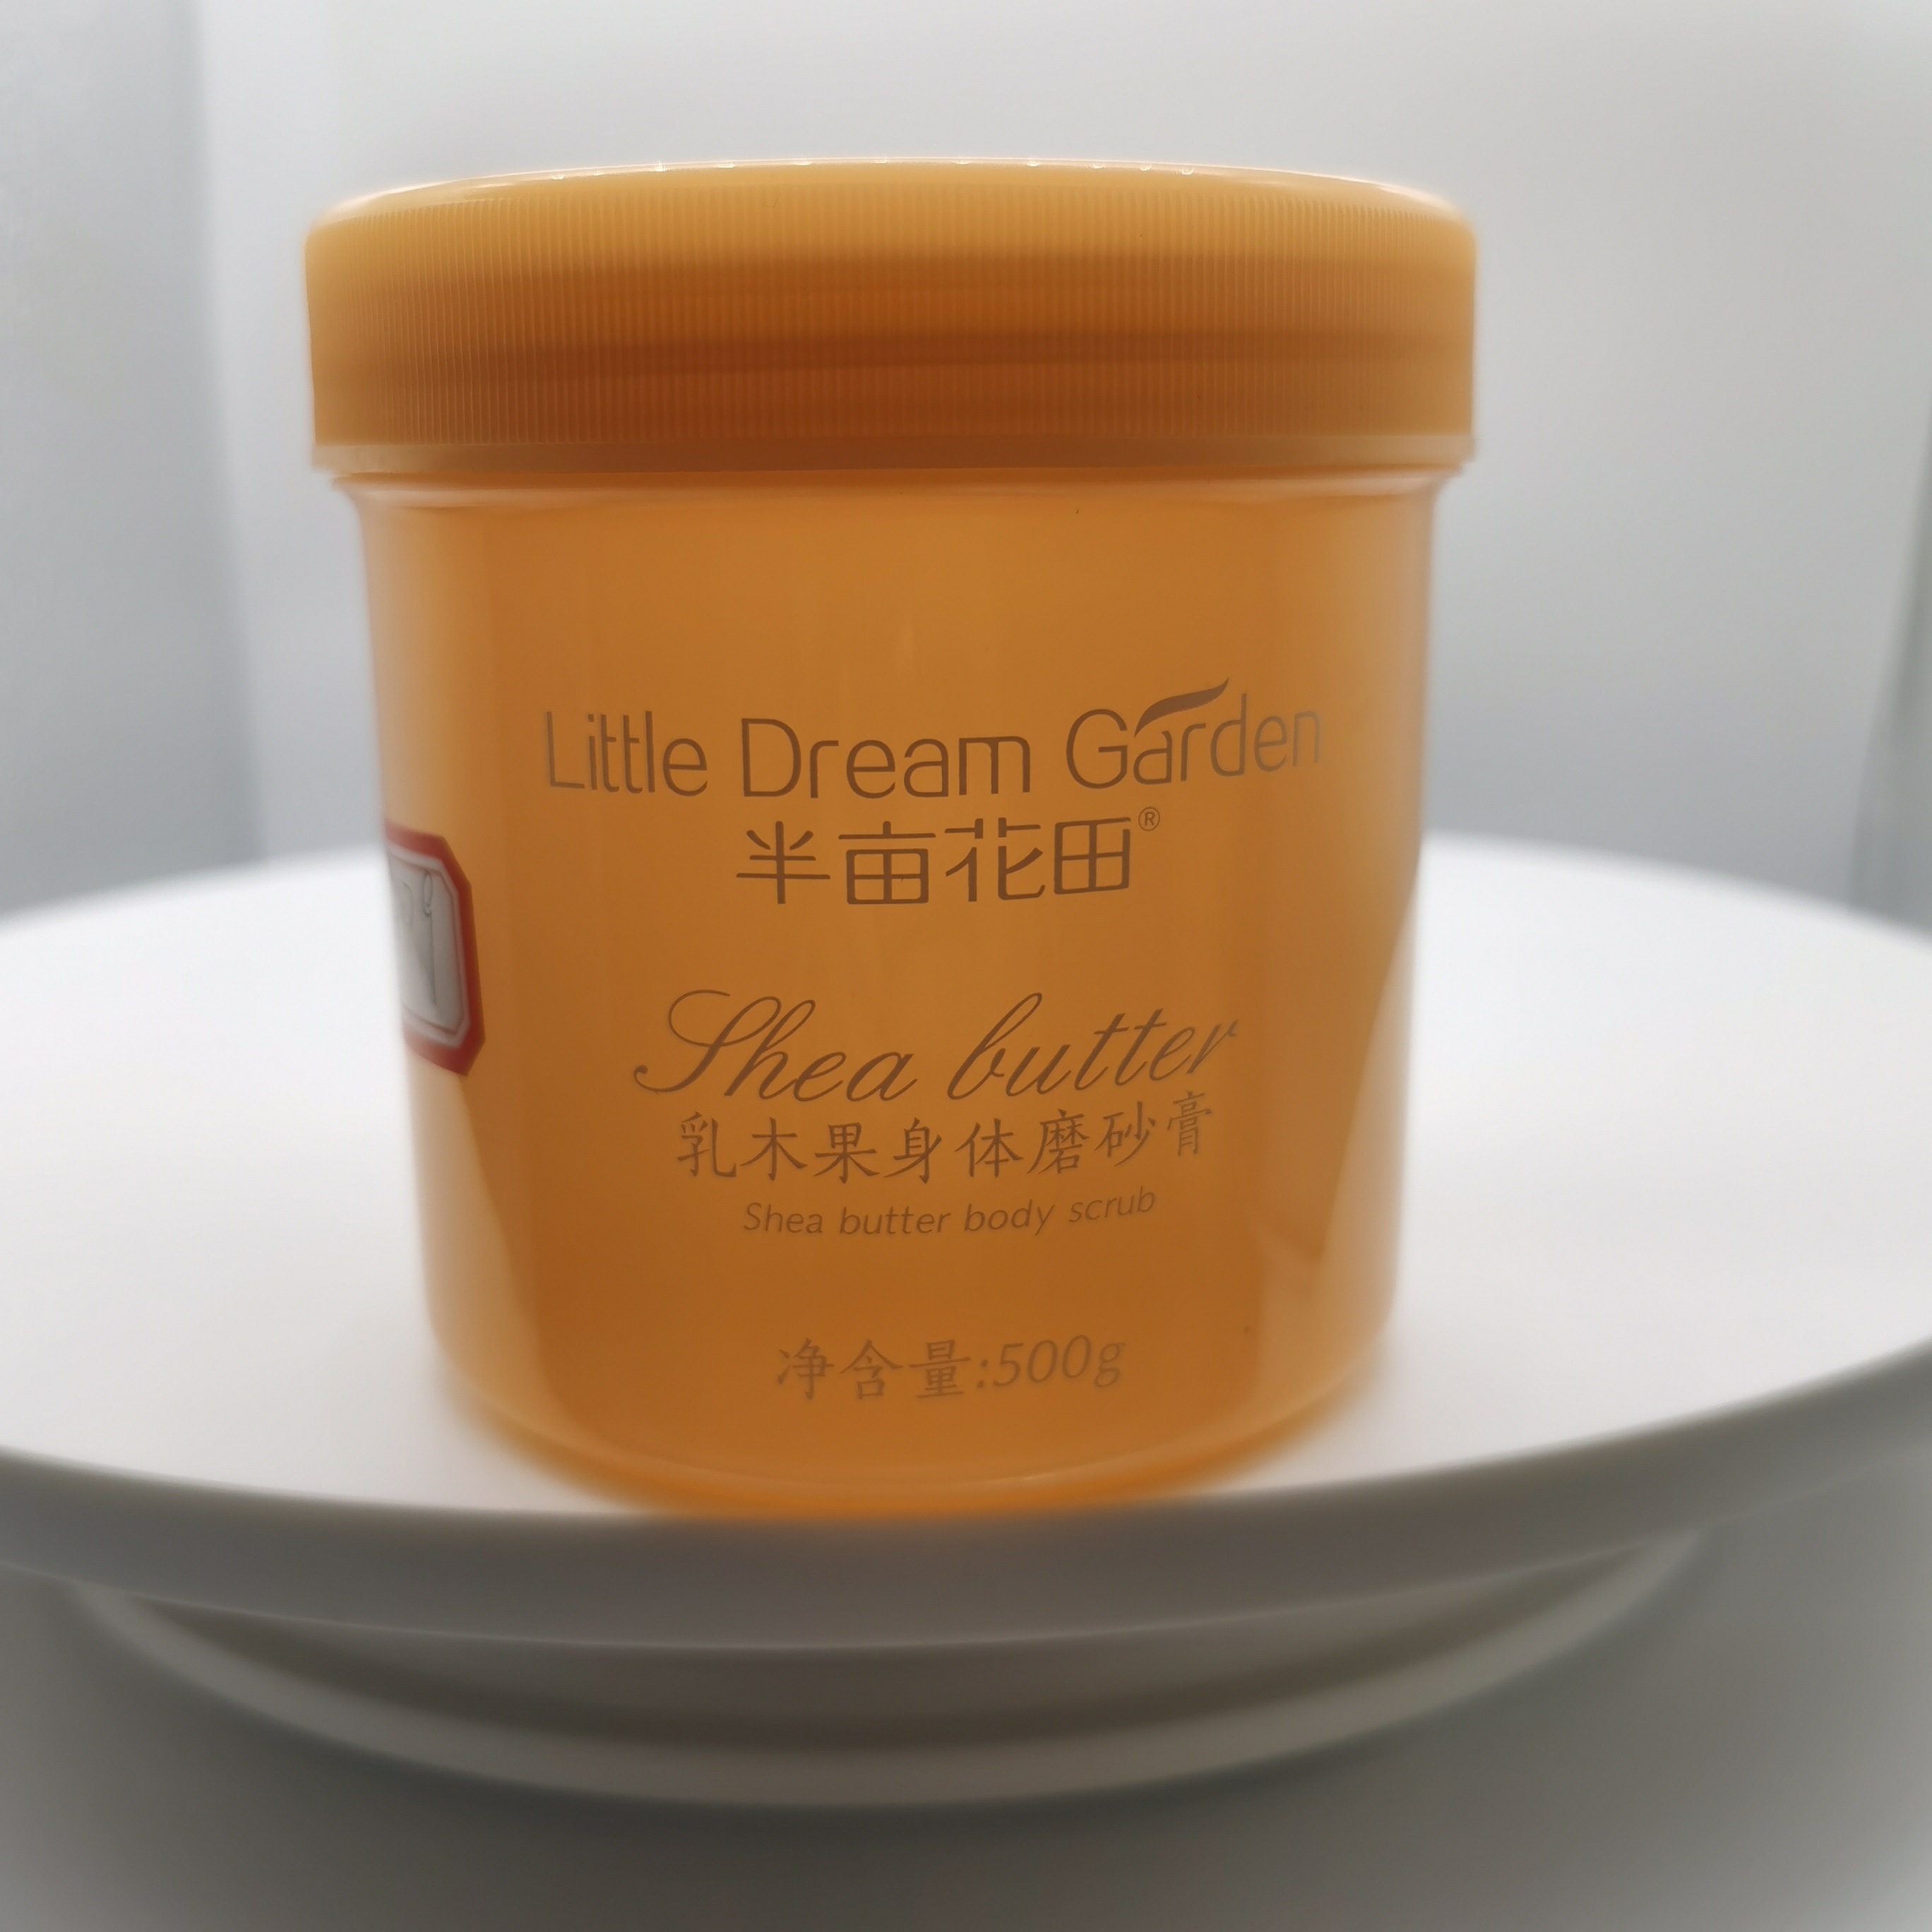 Little Dream Garden
半亩花田®
Shea butter
乳木果身体磨砂膏
Shea butter body scrub
净含量:500g